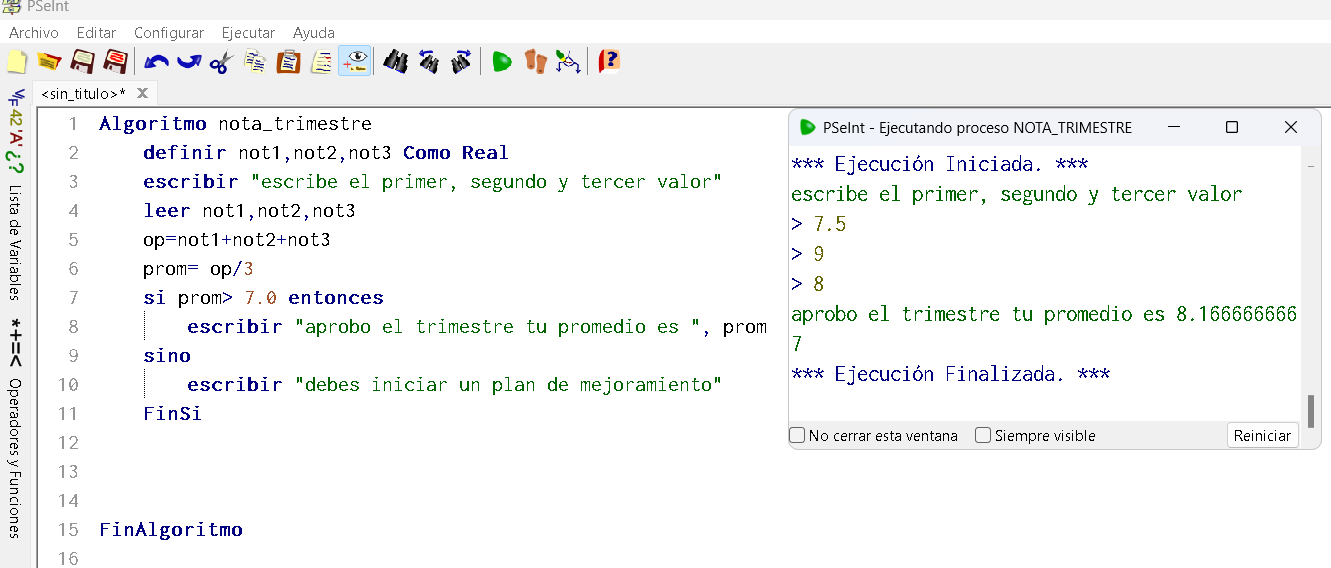 PSeInt
Archivo Editar Configurar Ejecutar Ayuda
<sin_titulo>* X
1 Algoritmo nota_trimestre
2 definir not1,not2,not3 Como Real
3 escribir "escribe el primer, segundo y tercer valor"
4 leer not1,not2,not3
5 op=not1+not2+not3
6 prom= op/3
7 si prom> 7.0 entonces
8 escribir "aprobo el trimestre tu promedio es ", prom
9 sino
10 escribir "debes iniciar un plan de mejoramiento"
11 FinSi
12
13
14
15 FinAlgoritmo
16
VF 42 'A' ¿? Lista de Variables
*+=< Operadores y Funciones
PSeInt - Ejecutando proceso NOTA_TRIMESTRE
*** Ejecución Iniciada. ***
escribe el primer, segundo y tercer valor
> 7.5
> 9
> 8
aprobo el trimestre tu promedio es 8.166666666
7
*** Ejecución Finalizada. ***
No cerrar esta ventana Siempre visible Reiniciar